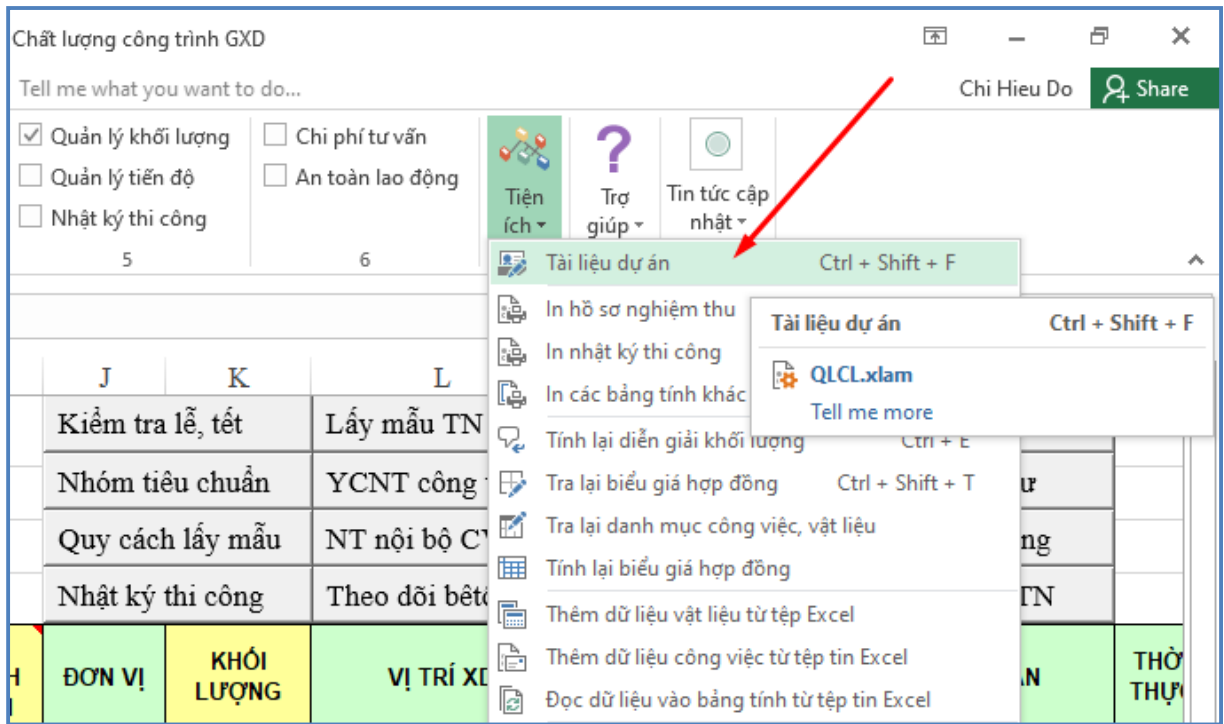 Chất lượng công trình GXD
Tell me what you want to do...
Chi Hieu Do
Share
Quản lý khối lượng
Chi phí tư vấn
Quản lý tiến độ
An toàn lao động
Nhật ký thi công
Tiện
ích
Trợ
giúp
Tin tức cập
nhật
5
6
Tài liệu dự án Ctrl + Shift + F
In hồ sơ nghiệm thu
In nhật ký thi công
In các bảng tính khác
Tính lại diễn giải khối lượng Ctrl + E
Tra lại biểu giá hợp đồng Ctrl + Shift + T
Tra lại danh mục công việc, vật liệu
Tính lại biểu giá hợp đồng
Thêm dữ liệu vật liệu từ tệp Excel
Thêm dữ liệu công việc từ tệp tin Excel
Đọc dữ liệu vào bảng tính từ tệp tin Excel
Tài liệu dự án Ctrl + Shift + F
QLCL.xlam
Tell me more
J K L
Kiểm tra lễ, tết Lấy mẫu TN
Nhóm tiêu chuẩn YCNT công
Quy cách lấy mẫu NT nội bộ
Nhật ký thi công Theo dõi
ĐƠN VỊ
KHỐI
LƯỢNG
VỊ TRÍ